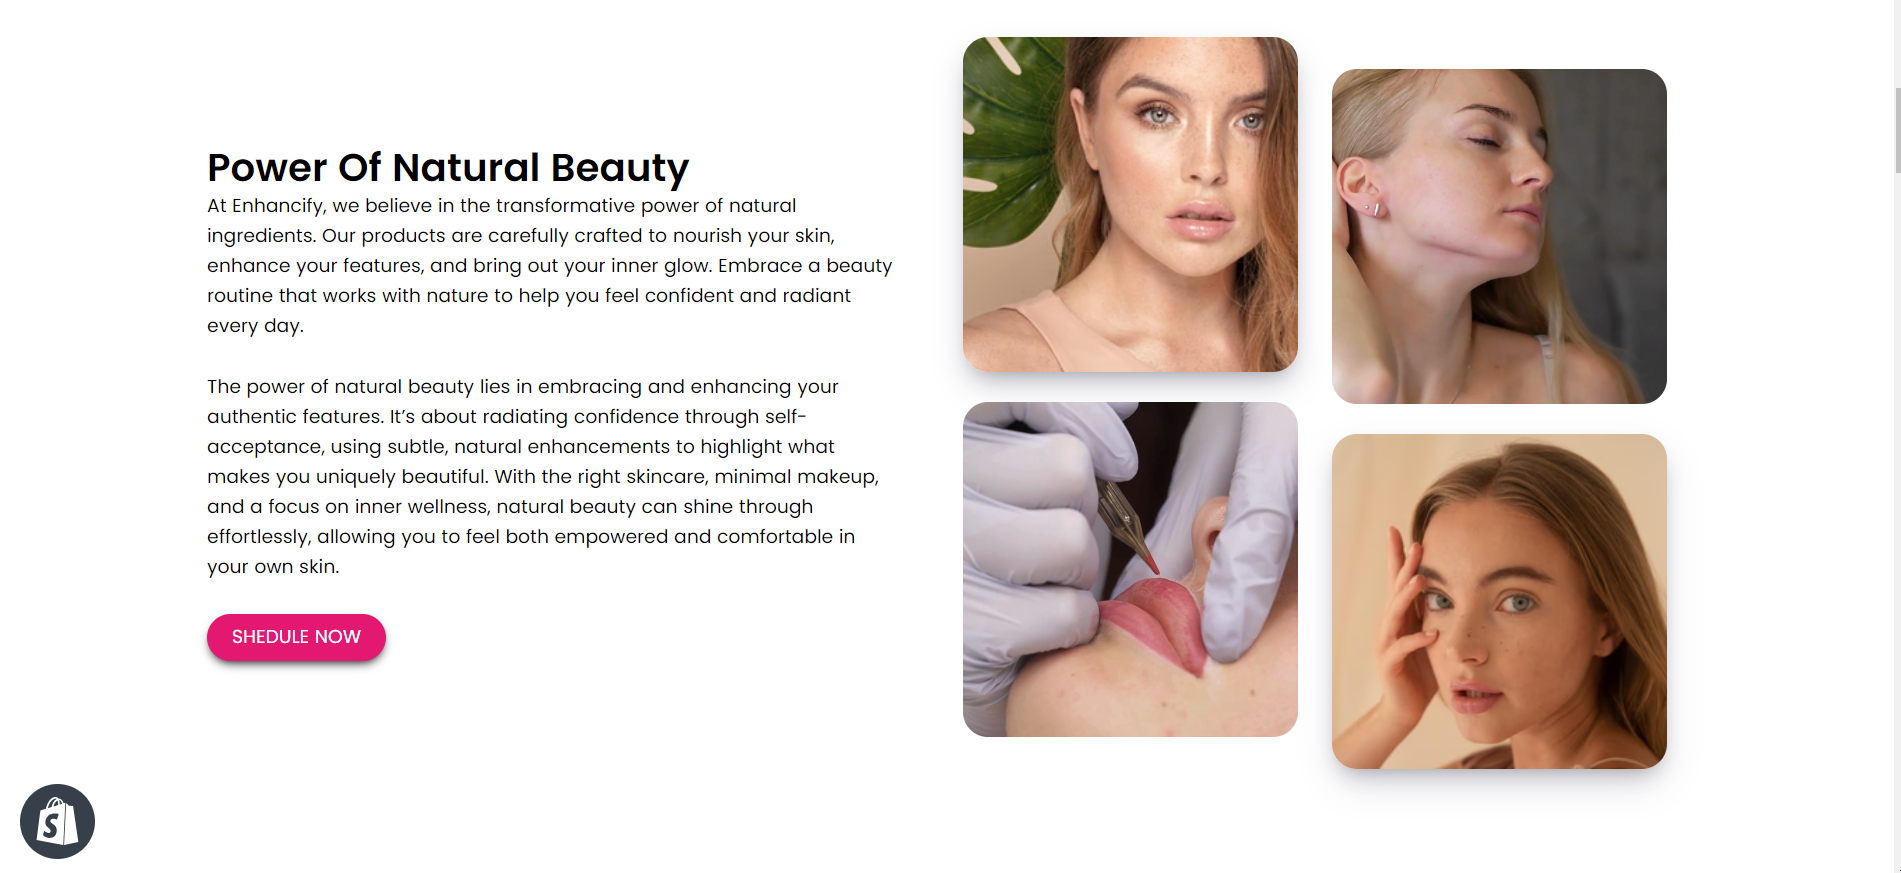 Power Of Natural Beauty
At Enhancify, we believe in the transformative power of natural
ingredients. Our products are carefully crafted to nourish your skin,
enhance your features, and bring out your inner glow. Embrace a beauty
routine that works with nature to help you feel confident and radiant
every day.
The power of natural beauty lies in embracing and enhancing your
authentic features. It’s about radiating confidence through self-
acceptance, using subtle, natural enhancements to highlight what
makes you uniquely beautiful. With the right skincare, minimal makeup,
and a focus on inner wellness, natural beauty can shine through
effortlessly, allowing you to feel both empowered and comfortable in
your own skin.
SHEDULE NOW
S